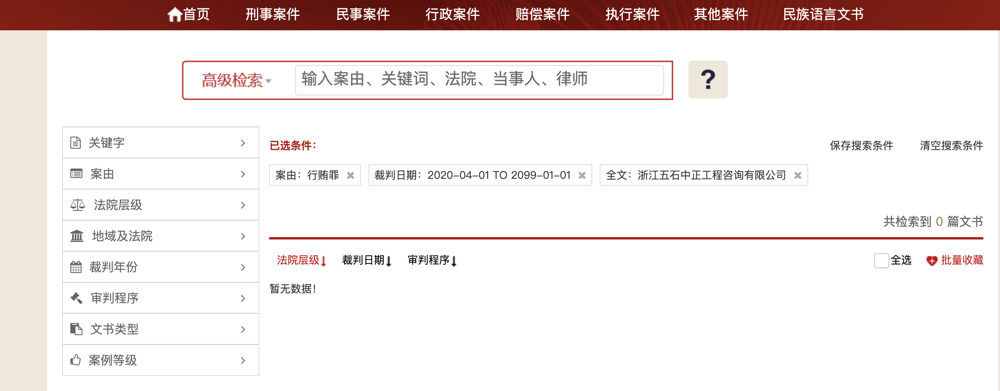 首页 刑事案件 民事案件 行政案件 赔偿案件 执行案件 其他案件 民族语言文书
高级检索 输入案由、关键词、法院、当事人、律师 ?
关键字
案由
法院层级
地域及法院
裁判年份
审判程序
文书类型
案例等级
已选条件： 保存搜索条件 清空搜索条件
案由：行贿罪 裁判日期：2020-04-01 TO 2099-01-01 全文：浙江五石中正工程咨询有限公司
共检索到 0 篇文书
法院层级 裁判日期 审判程序 全选 批量收藏
暂无数据！